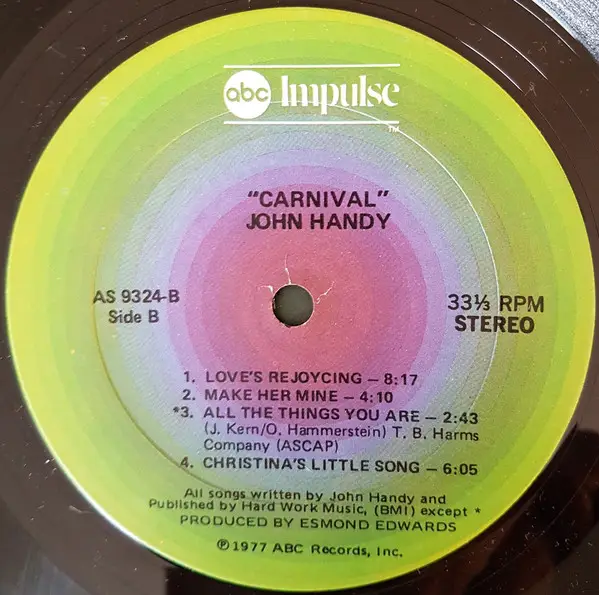 abc Impulse
TM
"CARNIVAL"
JOHN HANDY
AS 9324-B
Side B
33⅓ RPM
STEREO
1. LOVE'S REJOYCING — 8:17
2. MAKE HER MINE — 4:10
*3. ALL THE THINGS YOU ARE — 2:43
(J. Kern/O. Hammerstein) T. B. Harms
Company (ASCAP)
4. CHRISTINA'S LITTLE SONG — 6:05
All songs written by John Handy and
Published by Hard Work Music, (BMI) except *
PRODUCED BY ESMOND EDWARDS
℗1977 ABC Records, Inc.